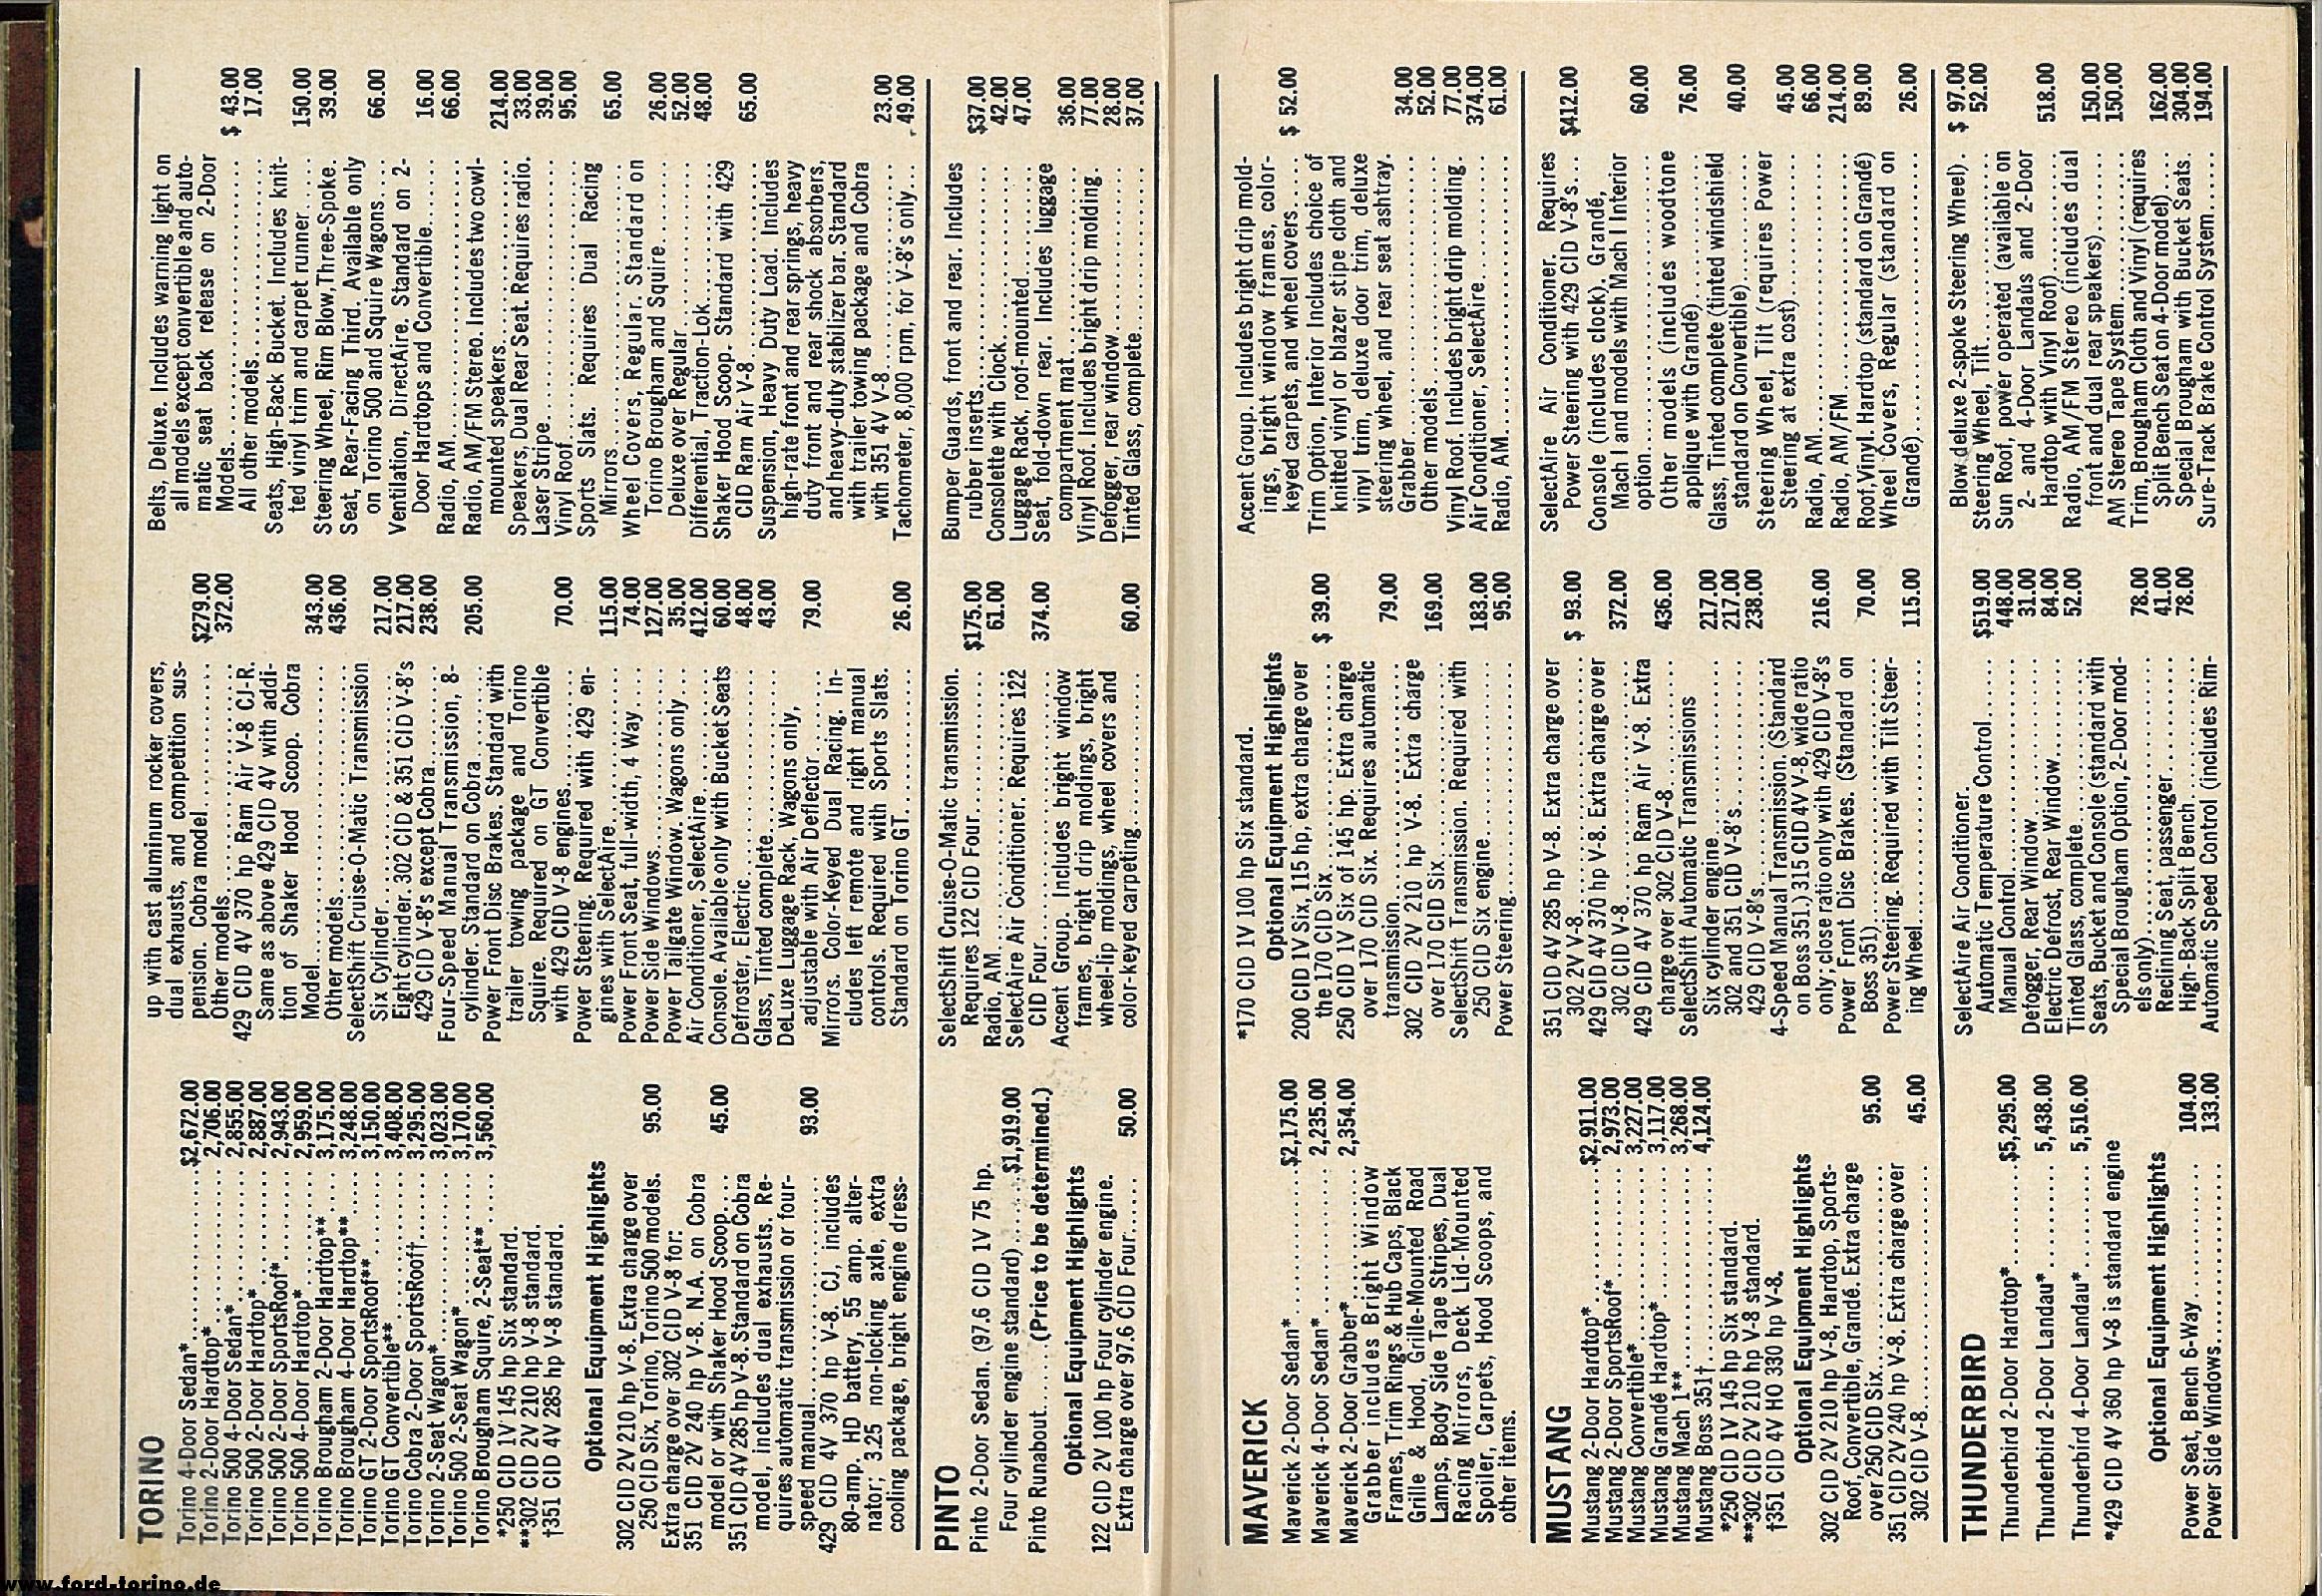 TORINO
Torino 4-Door Sedan*....................$2,672.00
Torino 2-Door Hardtop*................. 2,706.00
Torino 500 4-Door Sedan*............. 2,855.00
Torino 500 2-Door Hardtop*.......... 2,887.00
Torino 500 2-Door SportsRoof*...... 2,943.00
Torino 500 4-Door Hardtop*.......... 2,959.00
Torino Brougham 2-Door Hardtop**..... 3,175.00
Torino Brougham 4-Door Hardtop**..... 3,248.00
Torino GT 2-Door SportsRoof**........ 3,150.00
Torino GT Convertible**................. 3,408.00
Torino Cobra 2-Door SportsRoof†........ 3,295.00
Torino 2-Seat Wagon*.................... 3,023.00
Torino 500 2-Seat Wagon*.............. 3,170.00
Torino Brougham Squire, 2-Seat**...... 3,560.00
*250 CID 1V 145 hp Six standard.
**302 CID 2V 210 hp V-8 standard.
†351 CID 4V 285 hp V-8 standard.
Optional Equipment Highlights
302 CID 2V 210 hp V-8. Extra charge over
250 CID Six, Torino, Torino 500 models. 95.00
Extra charge over 302 CID V-8 for:
351 CID 2V 240 hp V-8. N.A. on Cobra
model or with Shaker Hood Scoop.... 45.00
351 CID 4V 285 hp V-8. Standard on Cobra
model, includes dual exhausts. Re-
quires automatic transmission or four-
speed manual.................... 93.00
429 CID 4V 370 hp V-8. CJ, includes
80-amp. HD battery, 55 amp. alter-
nator; 3.25 non-locking axle, extra
cooling package, bright engine dress-
up with cast aluminum rocker covers,
dual exhausts, and competition sus-
pension. Cobra model................ $279.00
Other models.................... 372.00
429 CID 4V 370 hp Ram Air V-8 CJ-R.
Same as above 429 CID 4V with addi-
tion of Shaker Hood Scoop. Cobra
Model.......................... 343.00
Other models.................... 436.00
SelectShift Cruise-O-Matic Transmission
Six Cylinder.................... 217.00
Eight cylinder. 302 CID & 351 CID V-8's 217.00
429 CID V-8's except Cobra.......... 238.00
Four-Speed Manual Transmission, 8-
cylinder. Standard on Cobra......... 205.00
Power Front Disc Brakes. Standard with
trailer towing package and Torino
Squire. Required on GT Convertible
with 429 CID V-8 engines............ 70.00
Power Steering. Required with 429 en-
gines with SelectAire............... 115.00
Power Front Seat, full-width, 4 Way.... 74.00
Power Side Windows.................. 127.00
Power Tailgate Window, Wagons only... 35.00
Air Conditioner, SelectAire............. 412.00
Console. Available only with Bucket Seats 60.00
Defroster, Electric.................... 48.00
Glass, Tinted complete................ 43.00
DeLuxe Luggage Rack, Wagons only,
adjustable with Air Deflector......... 79.00
Mirrors. Color-Keyed Dual Racing. In-
cludes left remote and right manual
controls. Required with Sports Slats.
Standard on Torino GT............... 26.00
Belts, Deluxe. Includes warning light on
all models except convertible and auto-
matic seat back release on 2-Door
Models......................... $ 43.00
All other models.................. 17.00
Seats, High-Back Bucket. Includes knit-
ted vinyl trim and carpet runner..... 150.00
Steering Wheel, Rim Blow, Three-Spoke. 39.00
Seat, Rear-Facing Third. Available only
on Torino 500 and Squire Wagons.... 66.00
Ventilation, DirectAire. Standard on 2-
Door Hardtops and Convertible........ 16.00
Radio, AM........................ 66.00
Radio, AM/FM Stereo. Includes two cowl-
mounted speakers.................. 214.00
Speakers, Dual Rear Seat. Requires radio. 33.00
Laser Stripe....................... 39.00
Vinyl Roof........................ 95.00
Sports Slats. Requires Dual Racing
Mirrors......................... 65.00
Wheel Covers, Regular. Standard on
Torino Brougham and Squire......... 26.00
Deluxe over Regular............... 52.00
Differential, Traction-Lok............. 48.00
Shaker Hood Scoop. Standard with 429
CID Ram Air V-8.................. 65.00
Suspension, Heavy Duty Load. Includes
high-rate front and rear springs, heavy
duty front and rear shock absorbers,
and heavy-duty stabilizer bar. Standard
with trailer towing package and Cobra
with 351 4V V-8................... 23.00
Tachometer, 8,000 rpm, for V-8's only... 49.00
PINTO
Pinto 2-Door Sedan. (97.6 CID 1V 75 hp.
Four cylinder engine standard)...... $1,919.00
Pinto Runabout......(Price to be determined.)
Optional Equipment Highlights
122 CID 2V 100 hp Four cylinder engine.
Extra charge over 97.6 CID Four...... 50.00
SelectShift Cruise-O-Matic transmission.
Requires 122 CID Four.............. $175.00
Radio, AM........................ 61.00
SelectAire Air Conditioner. Requires 122
CID Four........................ 374.00
Accent Group. Includes bright window
frames, bright drip moldings, bright
wheel-lip moldings, wheel covers and
color-keyed carpeting............... 60.00
Bumper Guards, front and rear. Includes
rubber inserts.................... $37.00
Consolette with Clock................ 42.00
Luggage Rack, roof-mounted........... 47.00
Seat, fold-down rear. Includes luggage
compartment mat.................. 36.00
Vinyl Roof. Includes bright drip molding. 77.00
Defogger, rear window............... 28.00
Tinted Glass, complete............... 37.00
MAVERICK
Maverick 2-Door Sedan*..............$2,175.00
Maverick 4-Door Sedan*.............. 2,235.00
Maverick 2-Door Grabber*............ 2,354.00
Grabber includes Bright Window
Frames, Trim Rings & Hub Caps, Black
Grille & Hood, Grille-Mounted Road
Lamps, Body Side Tape Stripes, Dual
Racing Mirrors, Deck Lid-Mounted
Spoiler, Carpets, Hood Scoops, and
other items.
*170 CID 1V 100 hp Six standard.
Optional Equipment Highlights
200 CID 1V Six, 115 hp, extra charge over
the 170 CID Six................... $ 39.00
250 CID 1V Six of 145 hp. Extra charge
over 170 CID Six. Requires automatic
transmission..................... 79.00
302 CID 2V 210 hp V-8. Extra charge
over 170 CID Six.................. 169.00
SelectShift Transmission. Required with
250 CID Six engine................ 183.00
Power Steering..................... 95.00
Accent Group. Includes bright drip mold-
ings, bright window frames, color-
keyed carpets, and wheel covers..... $ 52.00
Trim Option, Interior Includes choice of
knitted vinyl or blazer stipe cloth and
vinyl trim, deluxe door trim, deluxe
steering wheel, and rear seat ashtray.
Grabber......................... 34.00
Other models.................... 52.00
Vinyl Roof. Includes bright drip molding. 77.00
Air Conditioner, SelectAire............. 374.00
Radio, AM........................ 61.00
MUSTANG
Mustang 2-Door Hardtop*............$2,911.00
Mustang 2-Door SportsRoof*......... 2,973.00
Mustang Convertible*............... 3,227.00
Mustang Grandé Hardtop*........... 3,117.00
Mustang Mach I**.................. 3,268.00
Mustang Boss 351†................. 4,124.00
*250 CID 1V 145 hp Six standard.
**302 CID 2V 210 hp V-8 standard.
†351 CID 4V HO 330 hp V-8.
Optional Equipment Highlights
302 CID 2V 210 hp V-8, Hardtop, Sports-
Roof, Convertible, Grandé. Extra charge
over 250 CID Six.................. 95.00
351 CID 2V 240 hp V-8. Extra charge over
302 CID V-8...................... 45.00
351 CID 4V 285 hp V-8. Extra charge over
302 2V V-8...................... $ 93.00
429 CID 4V 370 hp V-8. Extra charge over
302 CID V-8..................... 372.00
429 CID 4V 370 hp Ram Air V-8. Extra
charge over 302 CID V-8............ 436.00
SelectShift Automatic Transmissions
Six cylinder engine................ 217.00
302 and 351 CID V-8's............. 217.00
429 CID V-8's.................... 238.00
4-Speed Manual Transmission. (Standard
on Boss 351.) 315 CID 4V V-8, wide ratio
only; close ratio only with 429 CID V-8's 216.00
Power Front Disc Brakes. (Standard on
Boss 351)....................... 70.00
Power Steering. Required with Tilt Steer-
ing Wheel....................... 115.00
SelectAire Air Conditioner. Requires
Power Steering with 429 CID V-8's... $412.00
Console (includes clock), Grandé,
Mach I and models with Mach I Interior
option.......................... 60.00
Other models (includes woodtone
applique with Grandé).............. 76.00
Glass, Tinted complete (tinted windshield
standard on Convertible)............ 40.00
Steering Wheel, Tilt (requires Power
Steering at extra cost).............. 45.00
Radio, AM........................ 66.00
Radio, AM/FM..................... 214.00
Roof, Vinyl. Hardtop (standard on Grandé) 89.00
Wheel Covers, Regular (standard on
Grandé)......................... 26.00
THUNDERBIRD
Thunderbird 2-Door Hardtop*.........$5,295.00
Thunderbird 2-Door Landau*......... 5,438.00
Thunderbird 4-Door Landau*......... 5,516.00
*429 CID 4V 360 hp V-8 is standard engine
Optional Equipment Highlights
Power Seat, Bench 6-Way............. 104.00
Power Side Windows................. 133.00
SelectAire Air Conditioner.
Automatic Temperature Control....... $519.00
Manual Control................... 448.00
Defogger, Rear Window............... 31.00
Electric Defrost, Rear Window......... 84.00
Tinted Glass, complete............... 52.00
Seats, Bucket and Console (standard with
Special Brougham Option, 2-Door mod-
els only)........................ 78.00
Reclining Seat, passenger........... 41.00
High-Back Split Bench............. 78.00
Automatic Speed Control (includes Rim-
Blow deluxe 2-spoke Steering Wheel). $ 97.00
Steering Wheel, Tilt................. 52.00
Sun Roof, power operated (available on
2- and 4-Door Landaus and 2-Door
Hardtop with Vinyl Roof)............ 518.00
Radio, AM/FM Stereo (includes dual
front and dual rear speakers)........ 150.00
AM Stereo Tape System.............. 150.00
Trim, Brougham Cloth and Vinyl (requires
Split Bench Seat on 4-Door model).... 162.00
Special Brougham with Bucket Seats. 304.00
Sure-Track Brake Control System....... 194.00
www.ford-torino.de